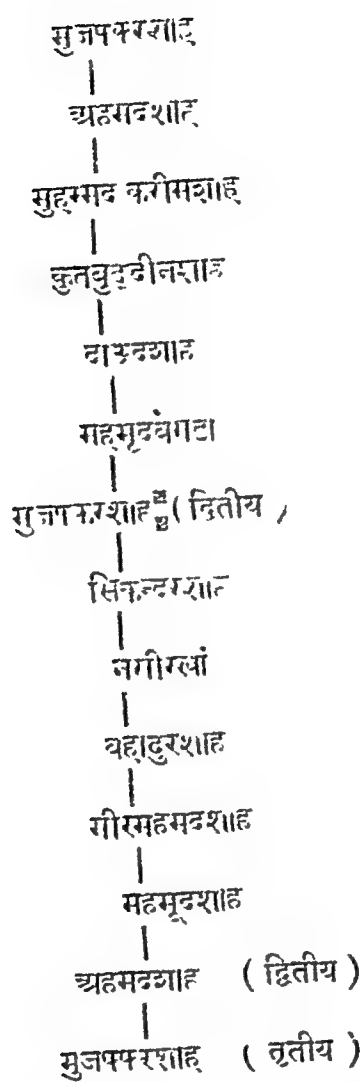 मुजफ्फरशाह
अहमदशाह
मुहम्मद करीमशाह
कुतबुद्दीनशाह
दाऊदशाह
महमूदबेगड़ा
मुजफ्फरशाह (द्वितीय)
सिकन्दरशाह
नसीरखां
बहादुरशाह
मीरमहमदशाह
महमूदशाह
अहमदशाह (द्वितीय)
मुजफ्फरशाह (तृतीय)